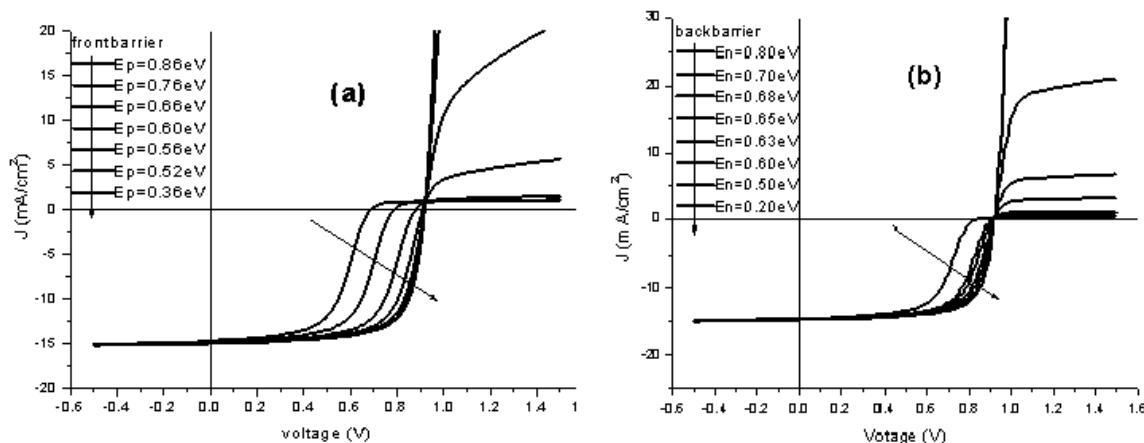 20
15
10
5
0
-5
-10
-15
-20
J (mA/cm²)
frontbarrier
Ep=0.86eV
Ep=0.76eV
Ep=0.66eV
Ep=0.60eV
Ep=0.56eV
Ep=0.52eV
Ep=0.36eV
(a)
-0.6 -0.4 -0.2 0.0 0.2 0.4 0.6 0.8 1.0 1.2 1.4 1
voltage (V)
30
20
10
0
-10
-20
J (mA/cm²)
backbarrier
En=0.80eV
En=0.70eV
En=0.68eV
En=0.65eV
En=0.63eV
En=0.60eV
En=0.50eV
En=0.20eV
(b)
-0.6 -0.4 -0.2 0.0 0.2 0.4 0.6 0.8 1.0 1.2 1.4 1.6
Votage (V)